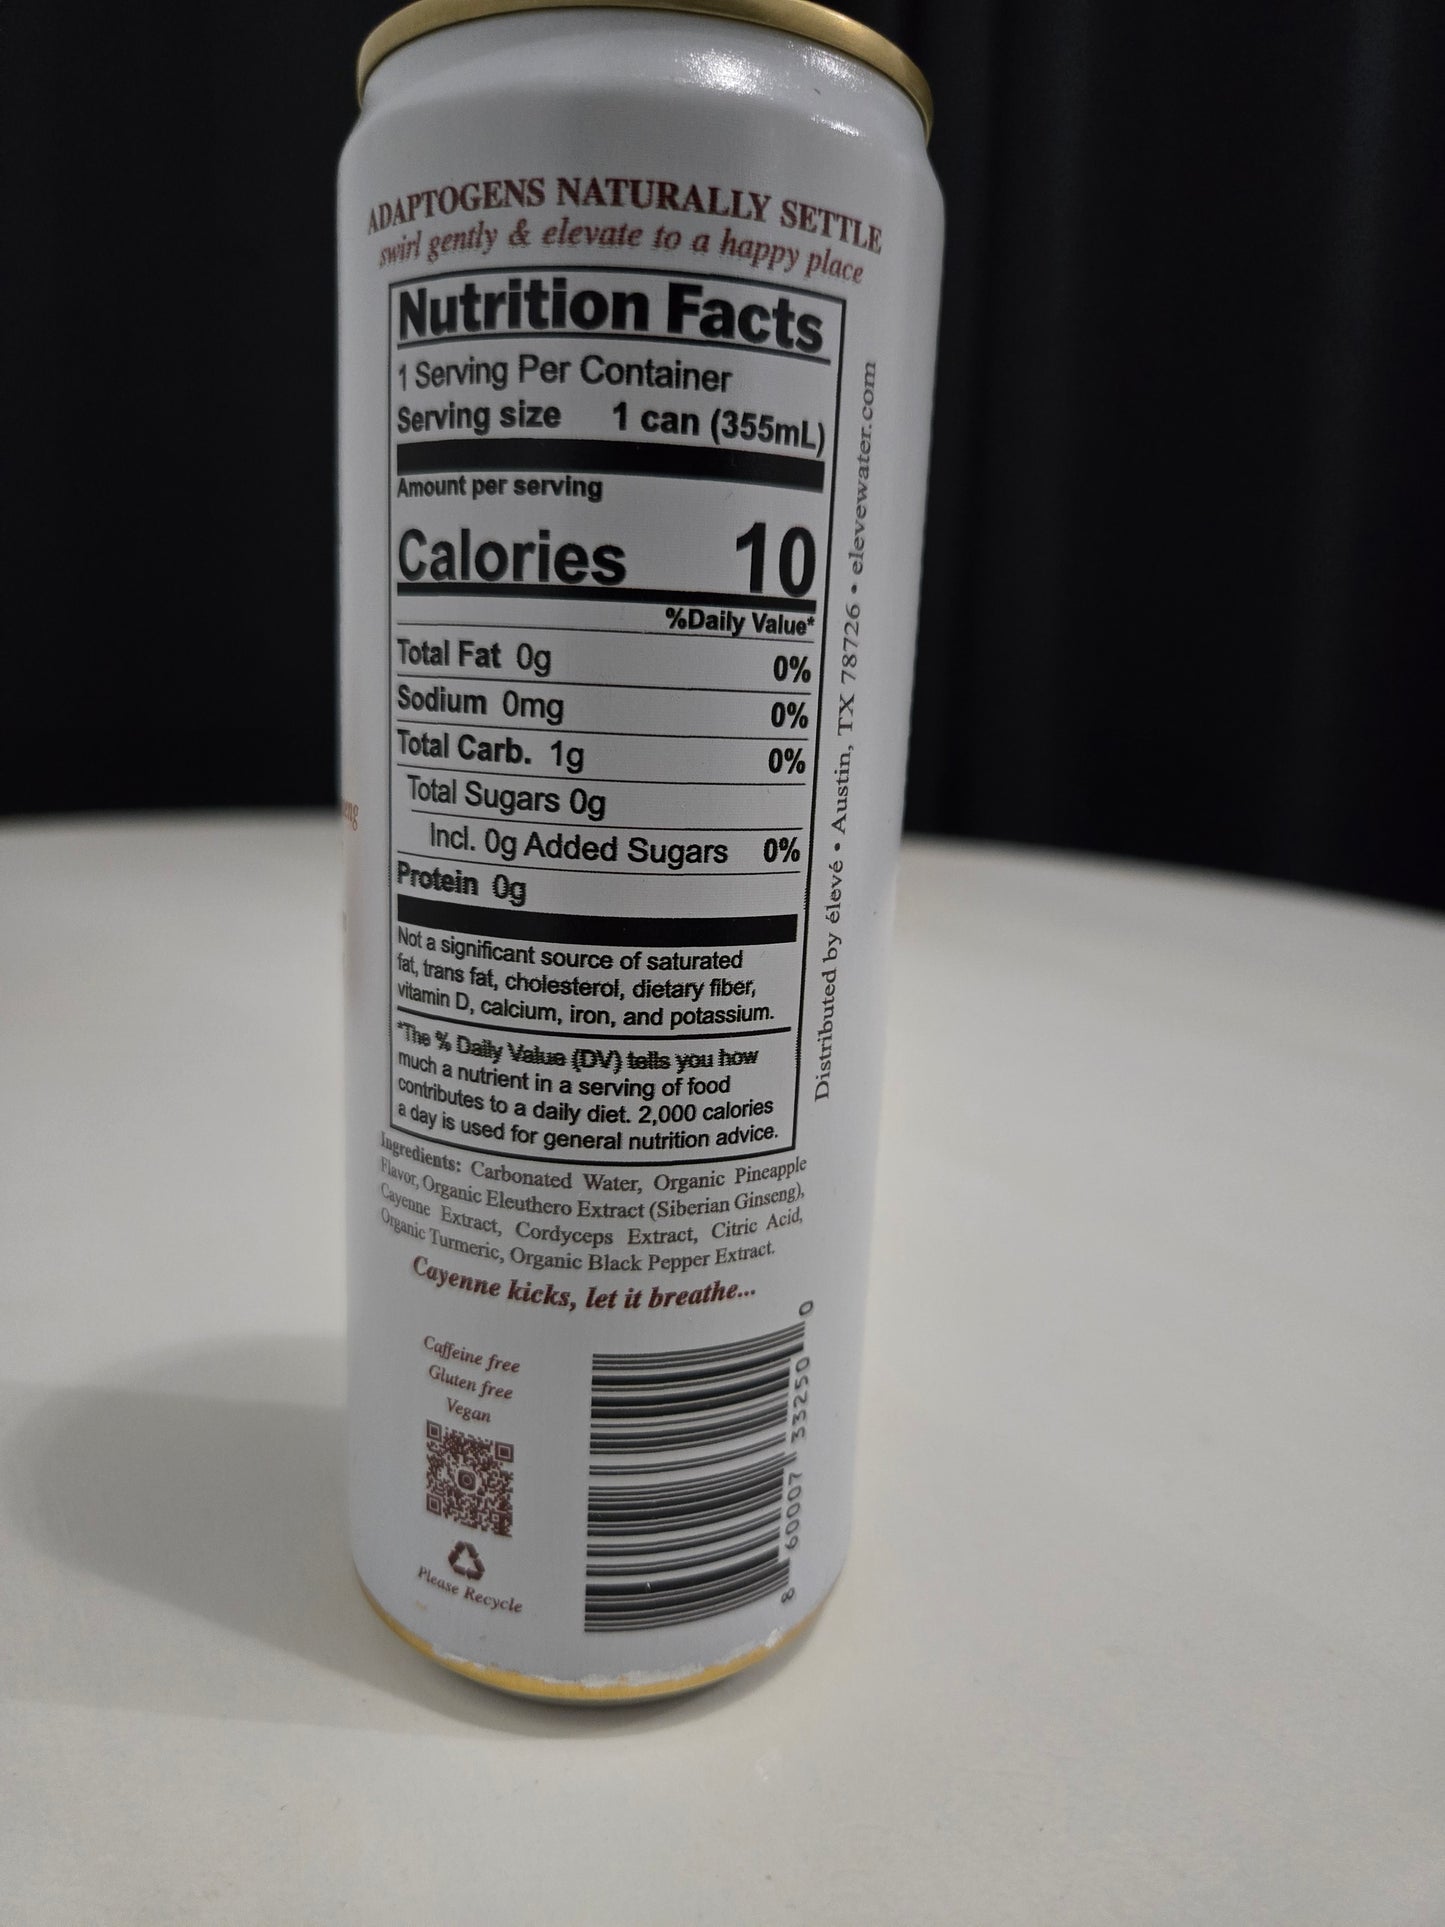 ADAPTOGENS NATURALLY SETTLE
swirl gently & elevate to a happy place
Nutrition Facts
1 Serving Per Container
Serving size 1 can (355mL)
Amount per serving
Calories 10
%Daily Value*
Total Fat 0g 0%
Sodium 0mg 0%
Total Carb. 1g 0%
Total Sugars 0g
Incl. 0g Added Sugars 0%
Protein 0g
Not a significant source of saturated
fat, trans fat, cholesterol, dietary fiber,
vitamin D, calcium, iron, and potassium.
*The % Daily Value (DV) tells you how
much a nutrient in a serving of food
contributes to a daily diet. 2,000 calories
a day is used for general nutrition advice.
Distributed by élevé • Austin, TX 78726 • elevewater.com
Ingredients: Carbonated Water, Organic Pineapple
Flavor, Organic Eleuthero Extract (Siberian Ginseng),
Cayenne Extract, Cordyceps Extract, Citric Acid,
Organic Turmeric, Organic Black Pepper Extract.
Cayenne kicks, let it breathe...
Caffeine free
Gluten free
Vegan
Please Recycle
8 60007 33250 0